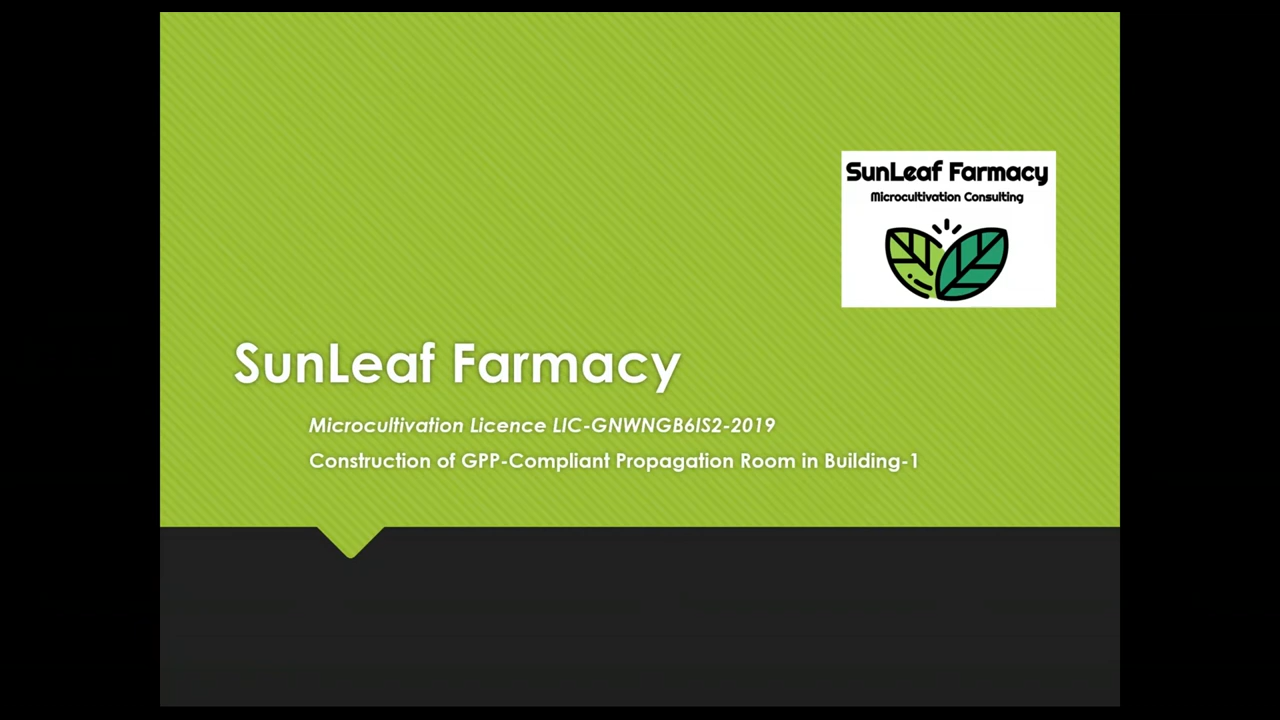 SunLeaf Farmacy
Microcultivation Consulting
SunLeaf Farmacy
Microcultivation Licence LIC-GNWNGB6IS2-2019
Construction of GPP-Compliant Propagation Room in Building-1